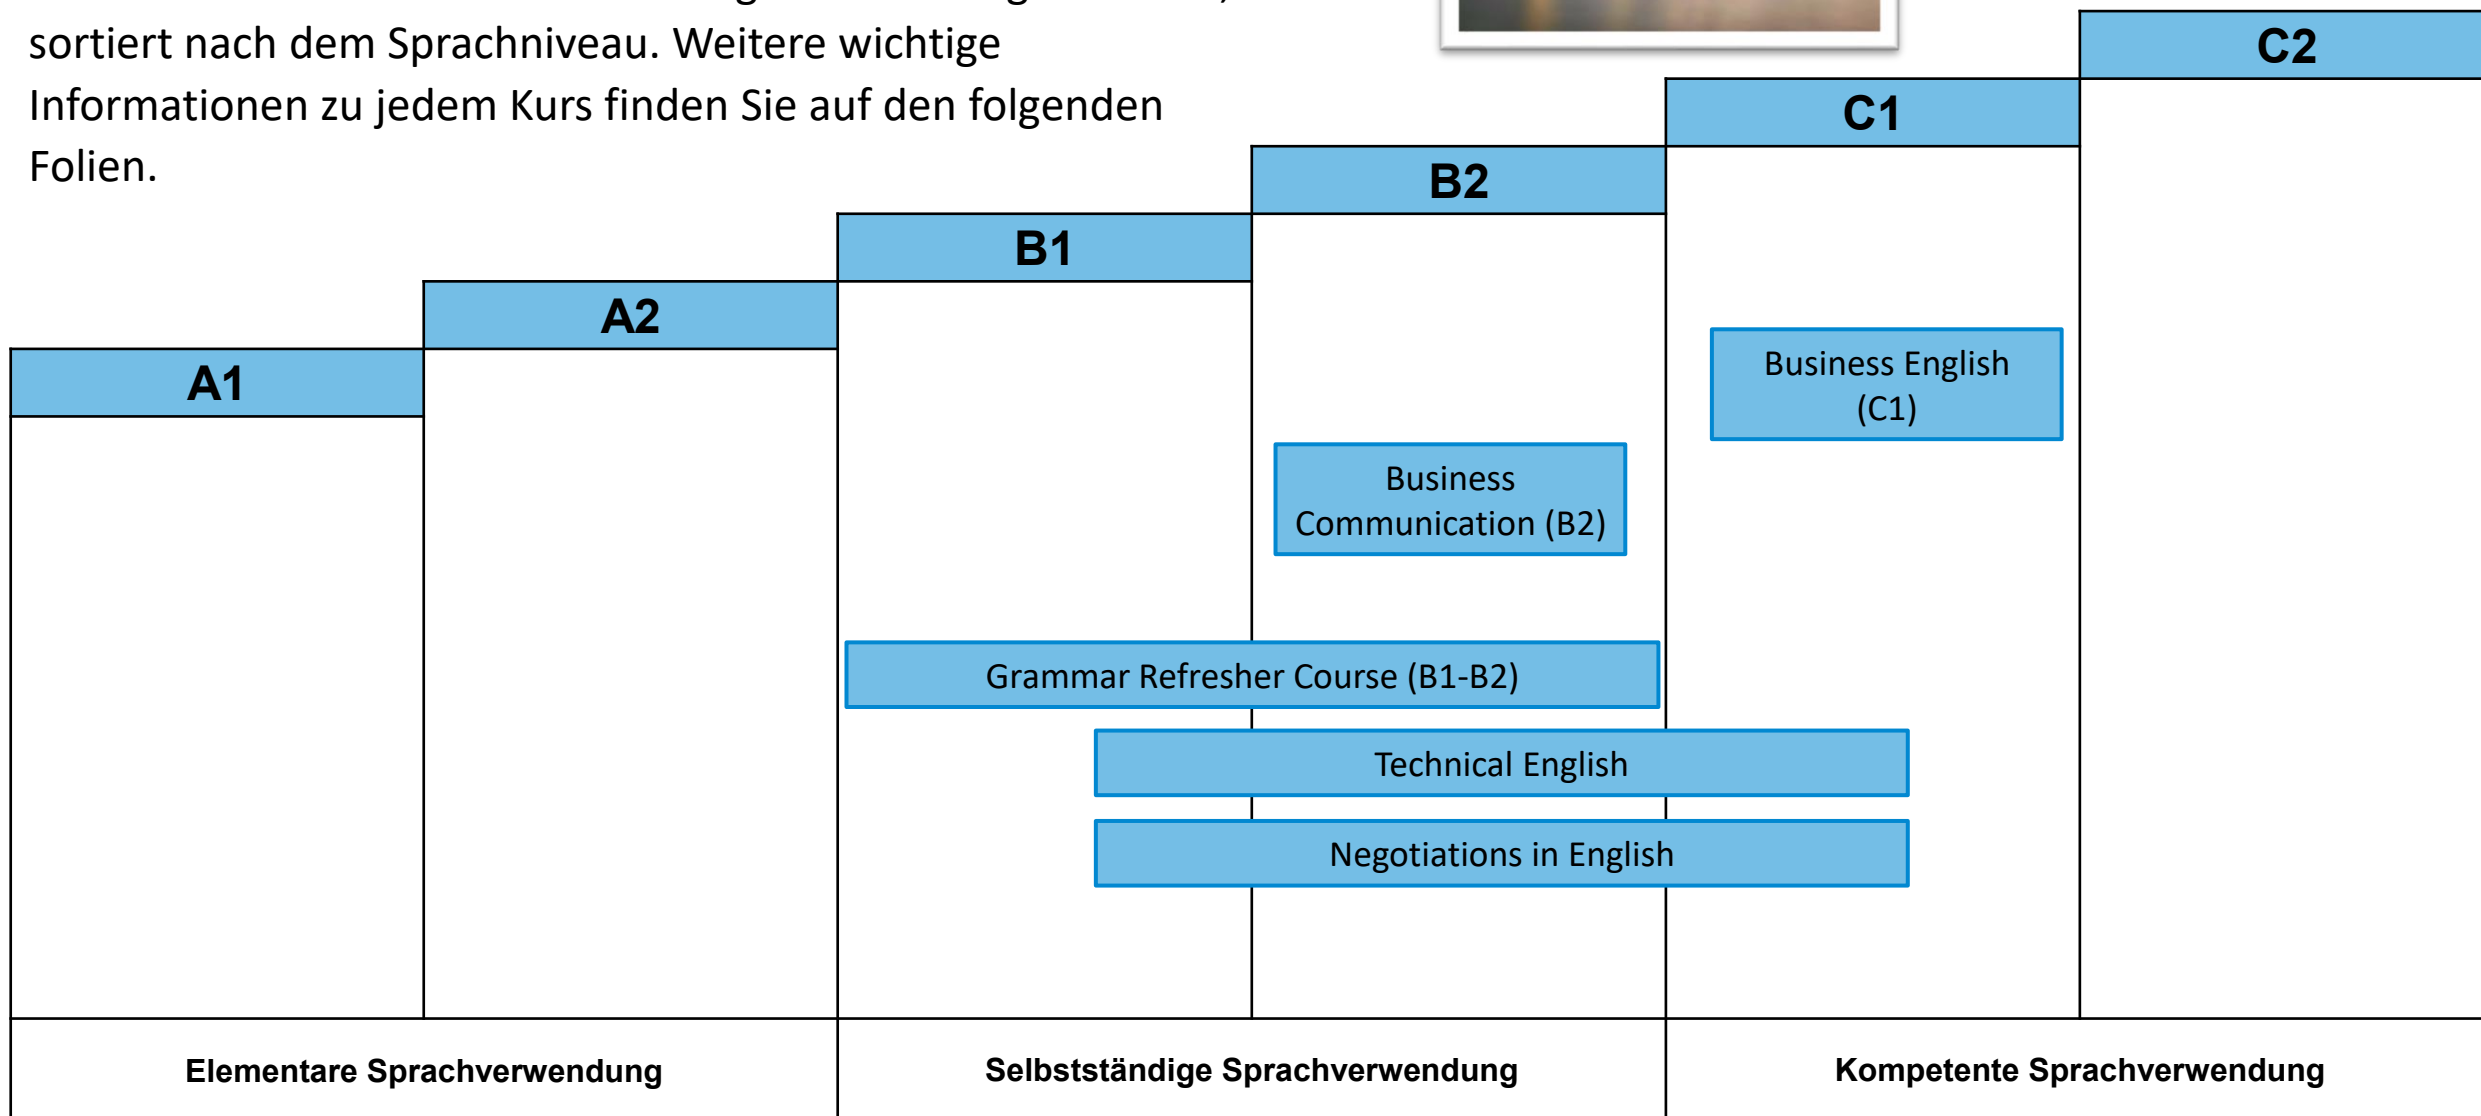 sortiert nach dem Sprachniveau. Weitere wichtige
Informationen zu jedem Kurs finden Sie auf den folgenden
Folien.
C2
C1
B2
B1
A2
A1
Business English
(C1)
Business
Communication (B2)
Grammar Refresher Course (B1-B2)
Technical English
Negotiations in English
Elementare Sprachverwendung
Selbstständige Sprachverwendung
Kompetente Sprachverwendung